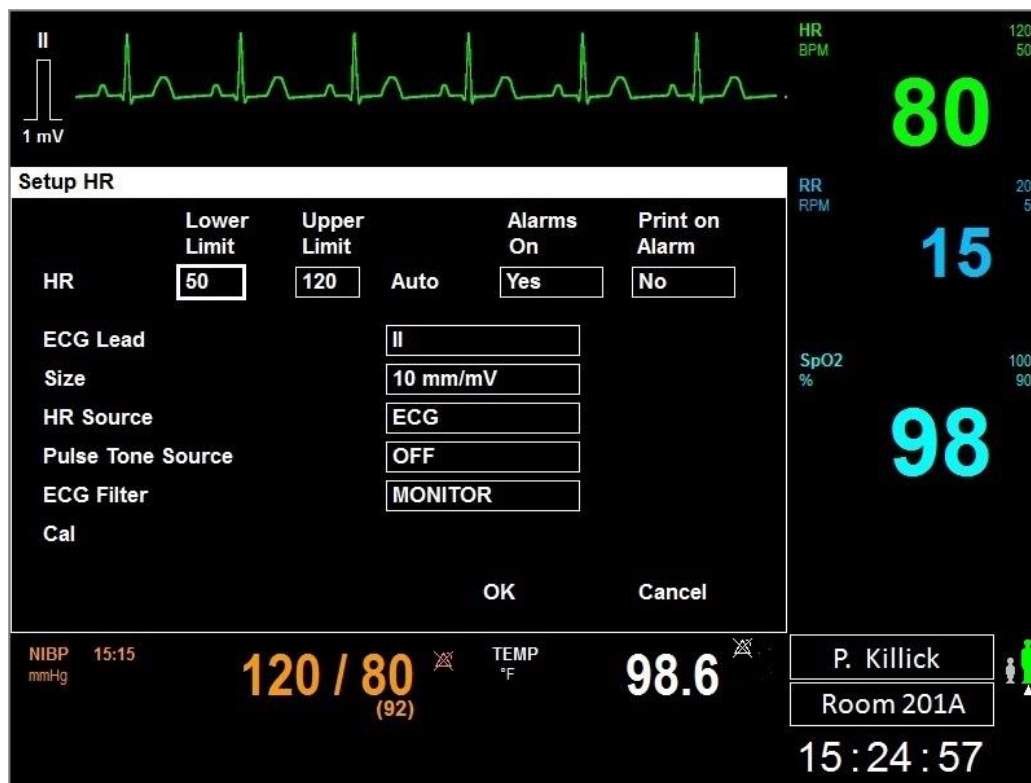 II
1 mV
HR 120
BPM 50
80
Setup HR
RR 20
RPM 5
15
Lower Upper Alarms Print on
Limit Limit On Alarm
HR 50 120 Auto Yes No
ECG Lead II
Size 10 mm/mV
HR Source ECG
Pulse Tone Source OFF
ECG Filter MONITOR
Cal
OK Cancel
SpO2 100
% 90
98
NIBP 15:15
mmHg
120 / 80
(92)
TEMP
°F
98.6
P. Killick
Room 201A
15:24:57